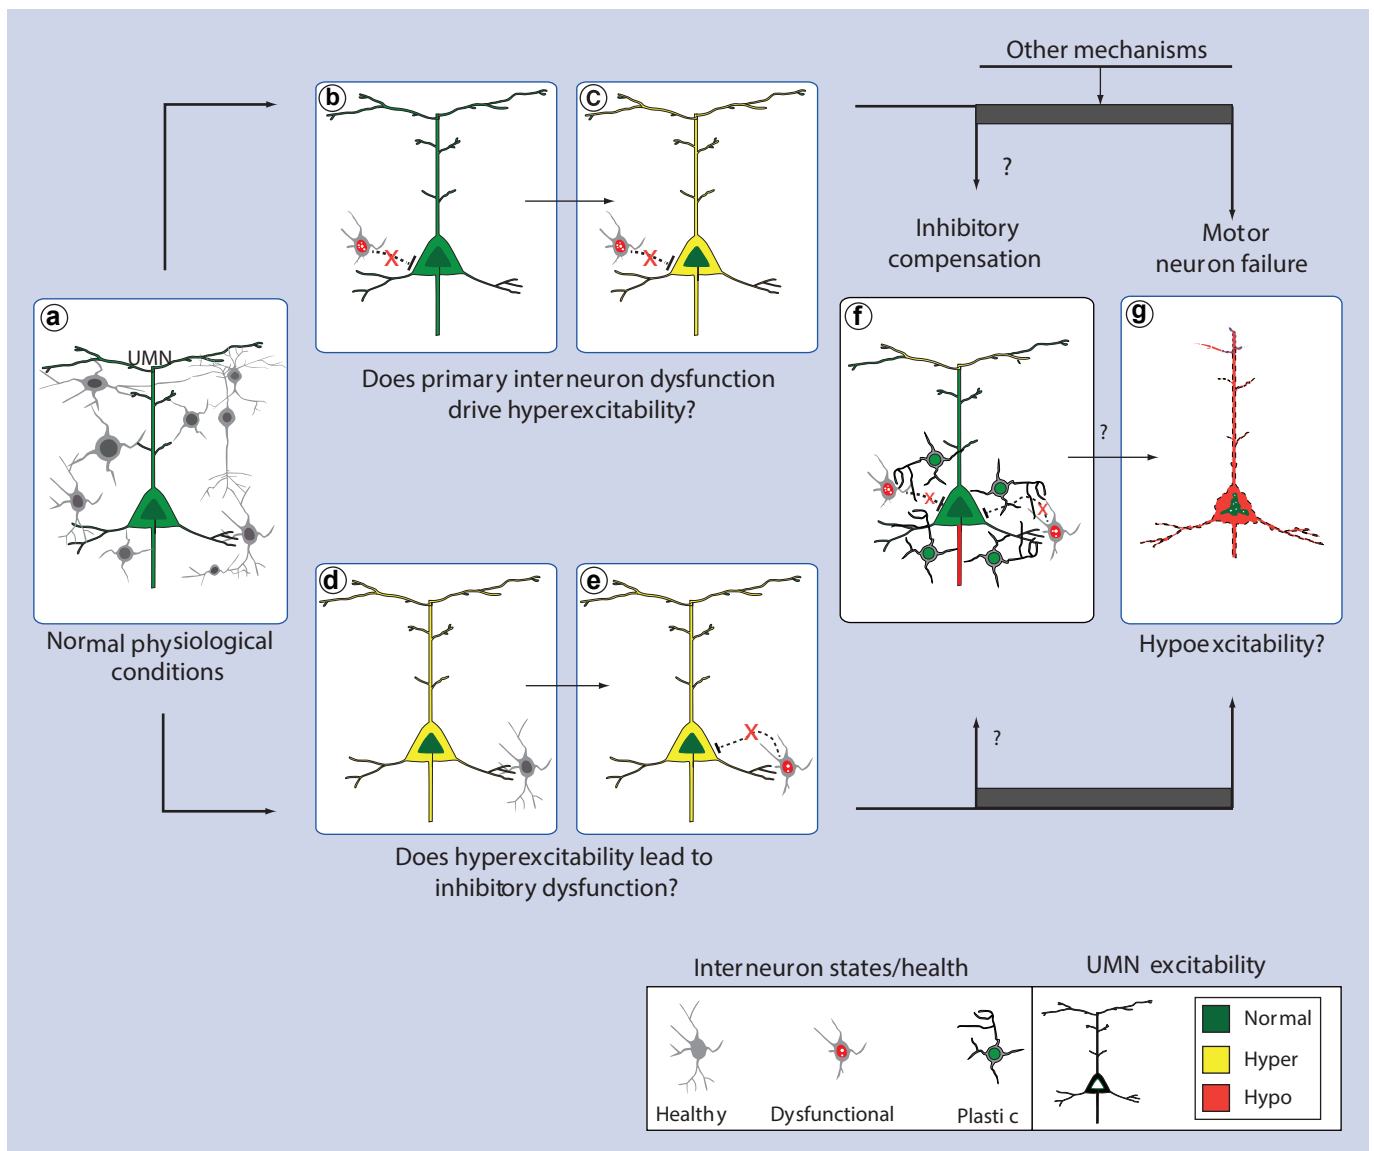 Other mechanisms
b
c
?
Inhibitory
compensation
Motor
neuron failure
X
X
a
UMN
f
g
Does primary interneuron dysfunction
drive hyperexcitability?
?
X
X
d
e
Normal physiological
conditions
Hypoexcitability?
X
?
Does hyperexcitability lead to
inhibitory dysfunction?
Interneuron states/health
UMN excitability
Normal
Hyper
Hypo
Healthy
Dysfunctional
Plastic